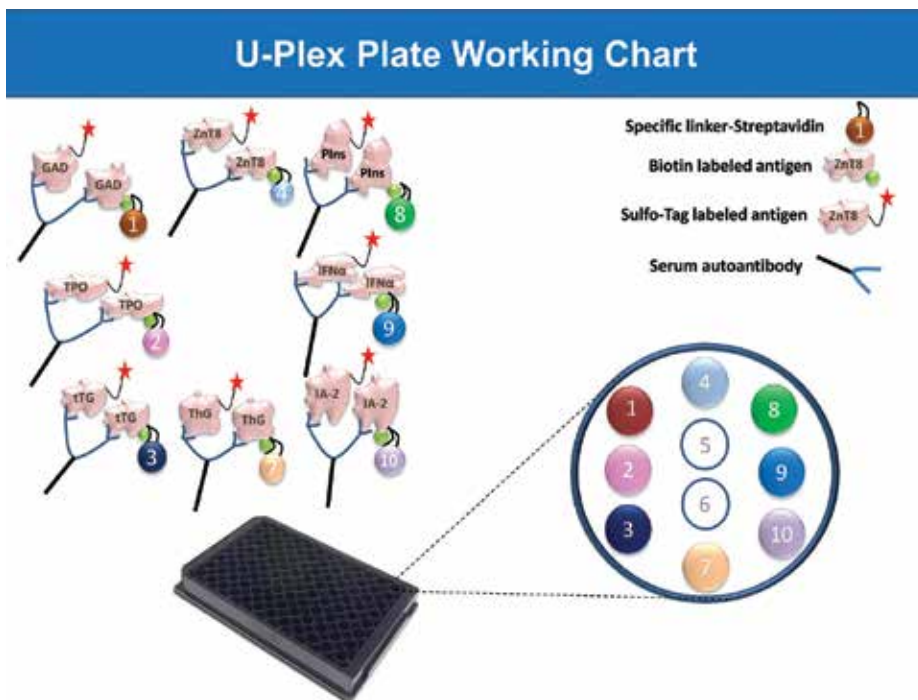 U-Plex Plate Working Chart
GAD
GAD
1
ZnT8
ZnT8
4
PIns
PIns
8
Specific linker-Streptavidin
1
Biotin labeled antigen
ZnT8
Sulfo-Tag labeled antigen
ZnT8
Serum autoantibody
TPO
TPO
2
IFNα
IFNα
9
tTG
tTG
3
ThG
ThG
7
IA-2
IA-2
10
4
1
8
5
2
9
6
3
10
7